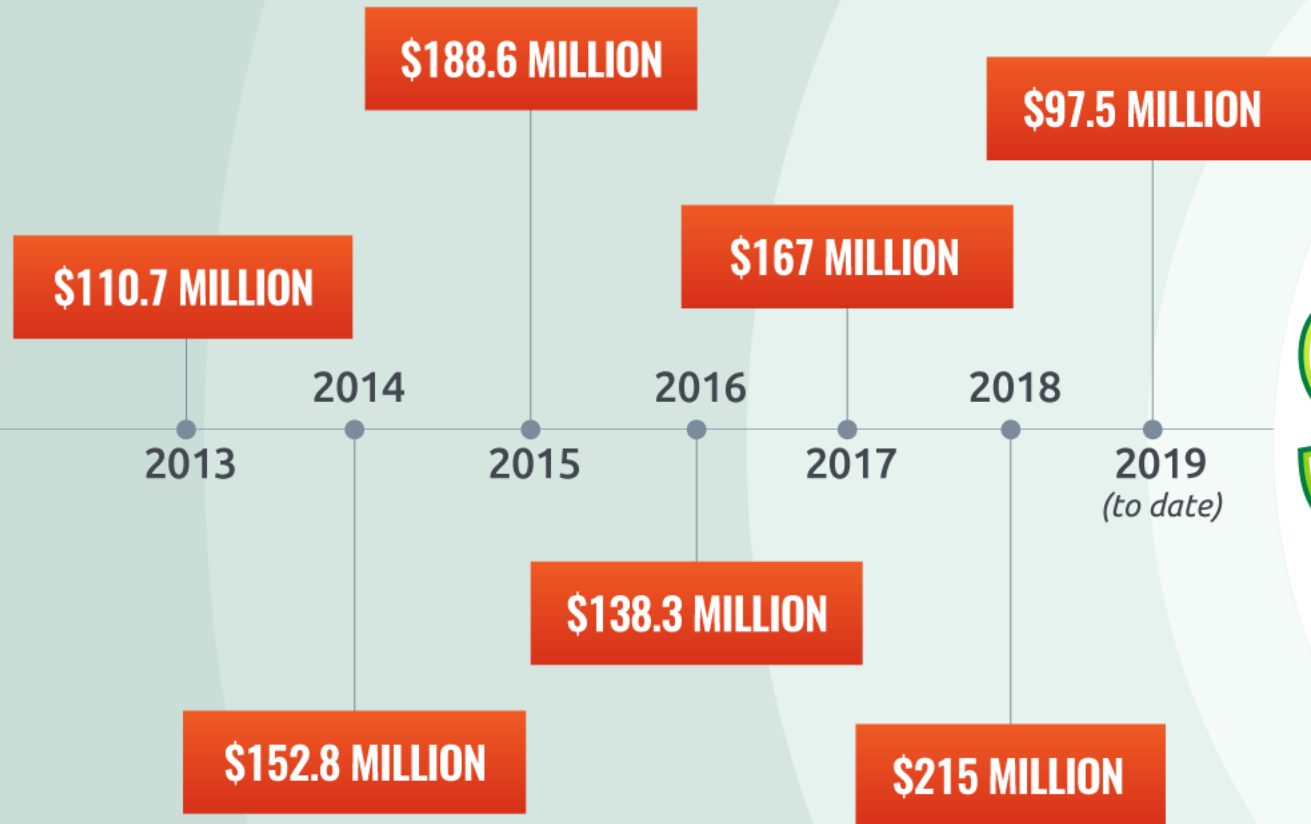 $188.6 MILLION
$97.5 MILLION
$167 MILLION
$110.7 MILLION
2014
2016
2018
2013
2015
2017
2019
(to date)
$138.3 MILLION
$152.8 MILLION
$215 MILLION